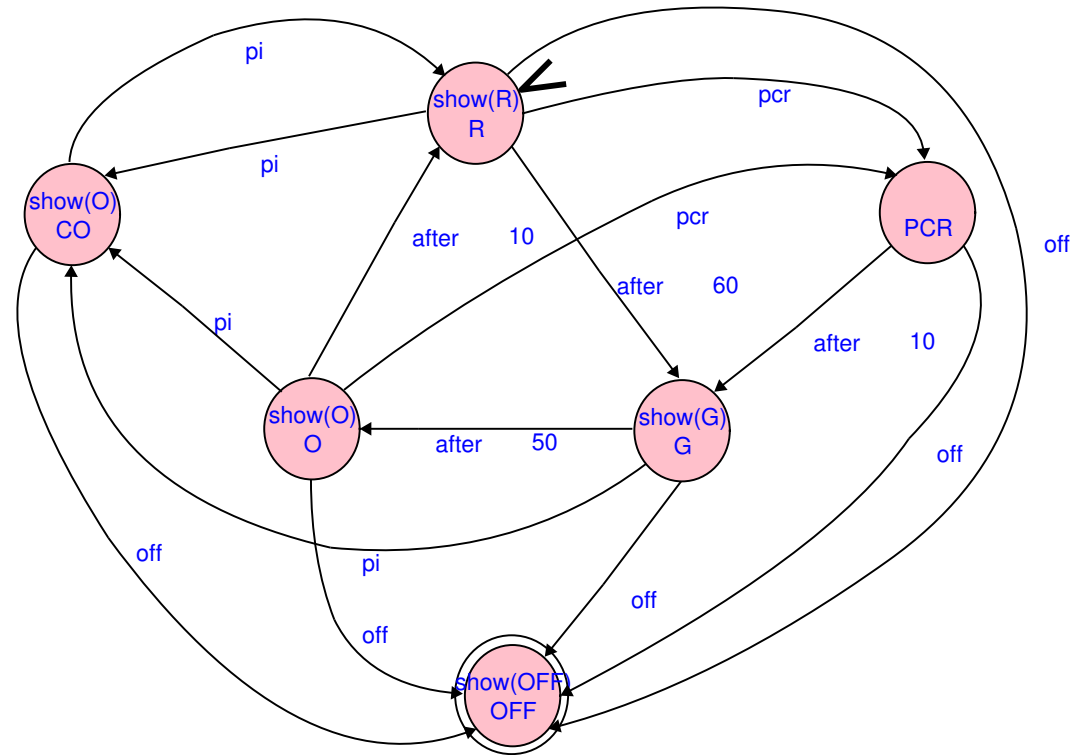 pi
show(R)
R
pcr
pi
show(O)
CO
PCR
pcr
after 10
off
after 60
pi
after 10
show(O)
O
show(G)
G
after 50
off
off
pi
off
off
show(OFF)
OFF